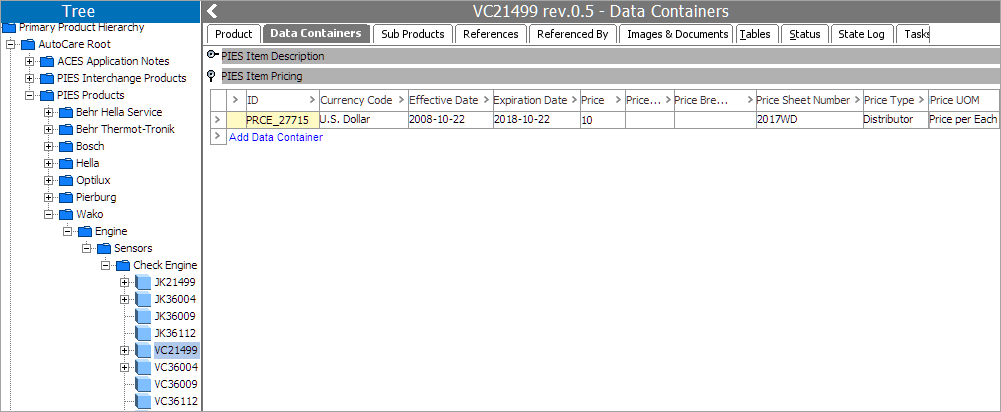 Tree
Primary Product Hierarchy
AutoCare Root
ACES Application Notes
PIES Interchange Products
PIES Products
Behr Hella Service
Behr Thermot-Tronik
Bosch
Hella
Optilux
Pierburg
Wako
Engine
Sensors
Check Engine
JK21499
JK36004
JK36009
JK36112
VC21499
VC36004
VC36009
VC36112
VC21499 rev.0.5 - Data Containers
Product Data Containers Sub Products References Referenced By Images & Documents Tables Status State Log Tasks
PIES Item Description
PIES Item Pricing
> ID > Currency Code > Effective Date > Expiration Date > Price > Price... > Price Bre... > Price Sheet Number > Price Type > Price UOM
> PRCE_27715 U.S. Dollar 2008-10-22 2018-10-22 10 2017WD Distributor Price per Each
> Add Data Container